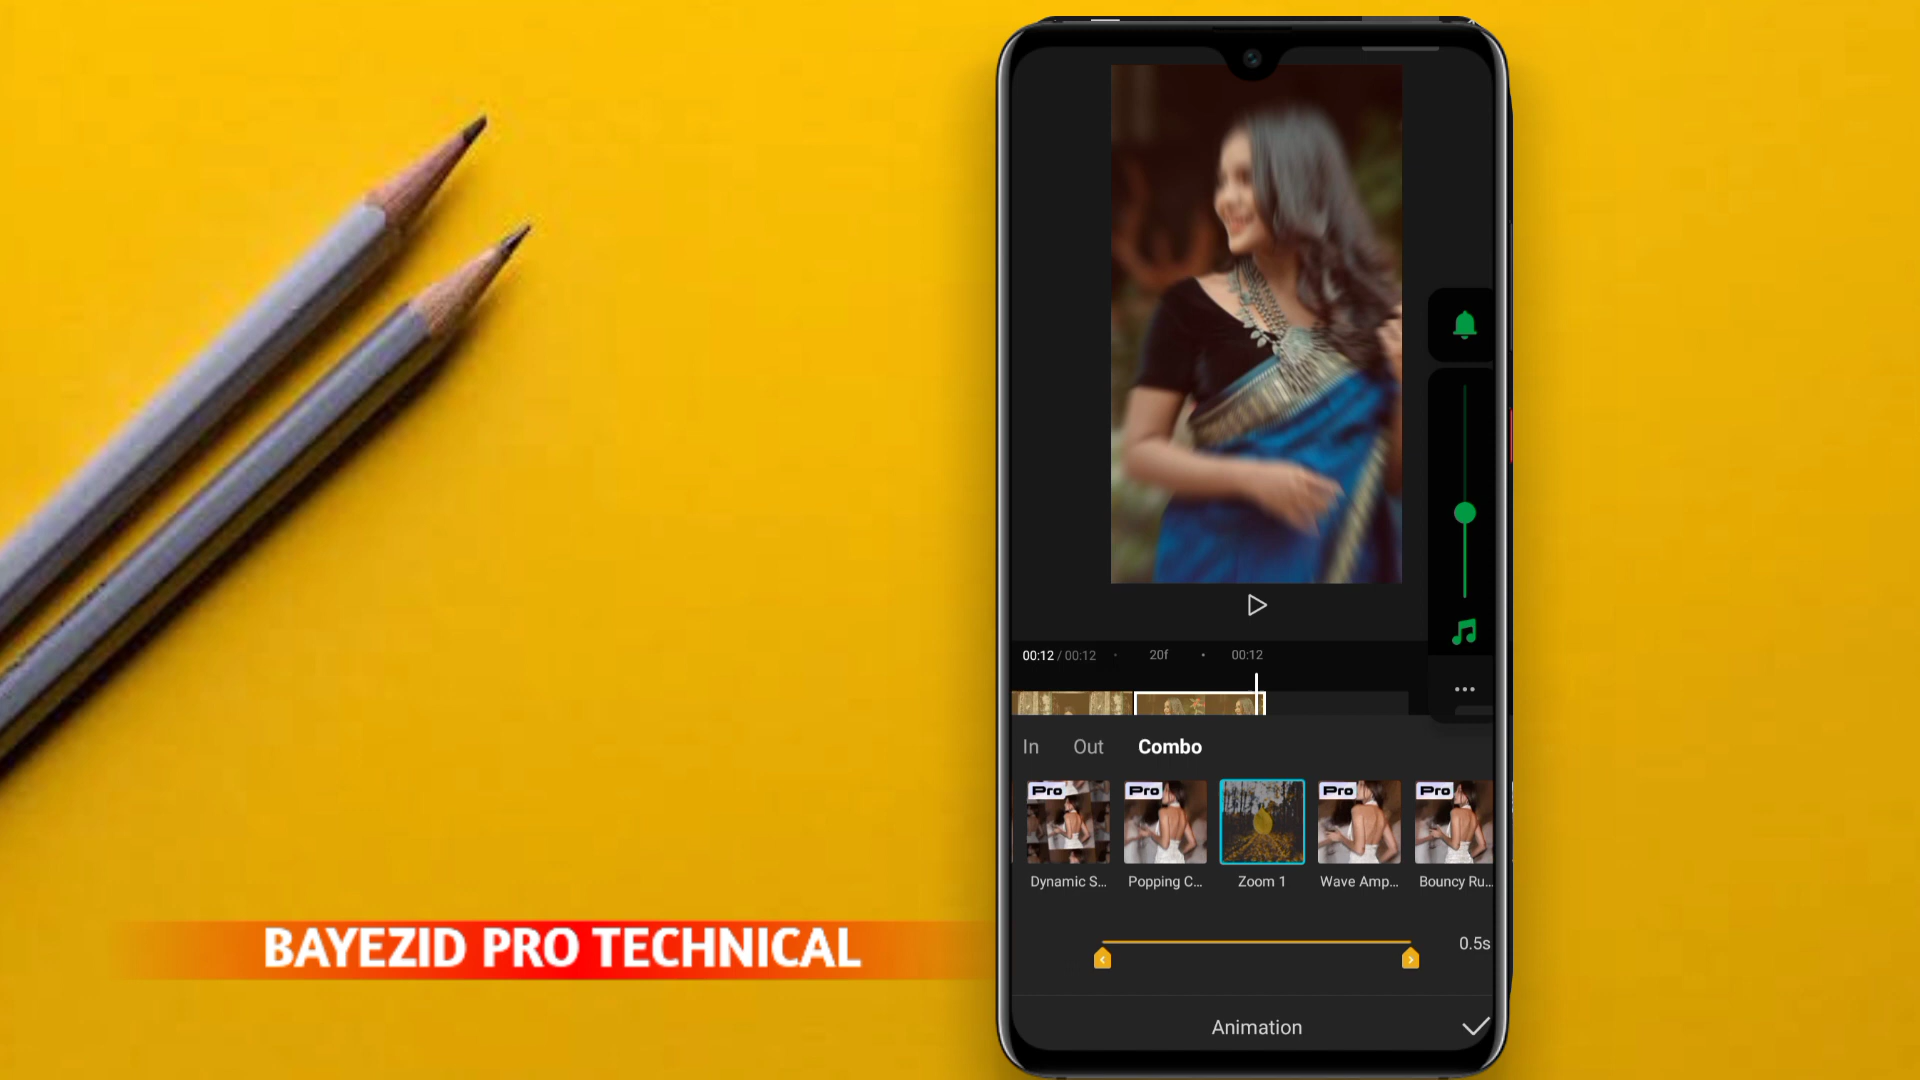 00:12 / 00:12 · 20f · 00:12
In Out Combo
Pro Pro Pro Pro
Dynamic S... Popping C... Zoom 1 Wave Amp... Bouncy Ru...
BAYEZID PRO TECHNICAL
0.5s
Animation